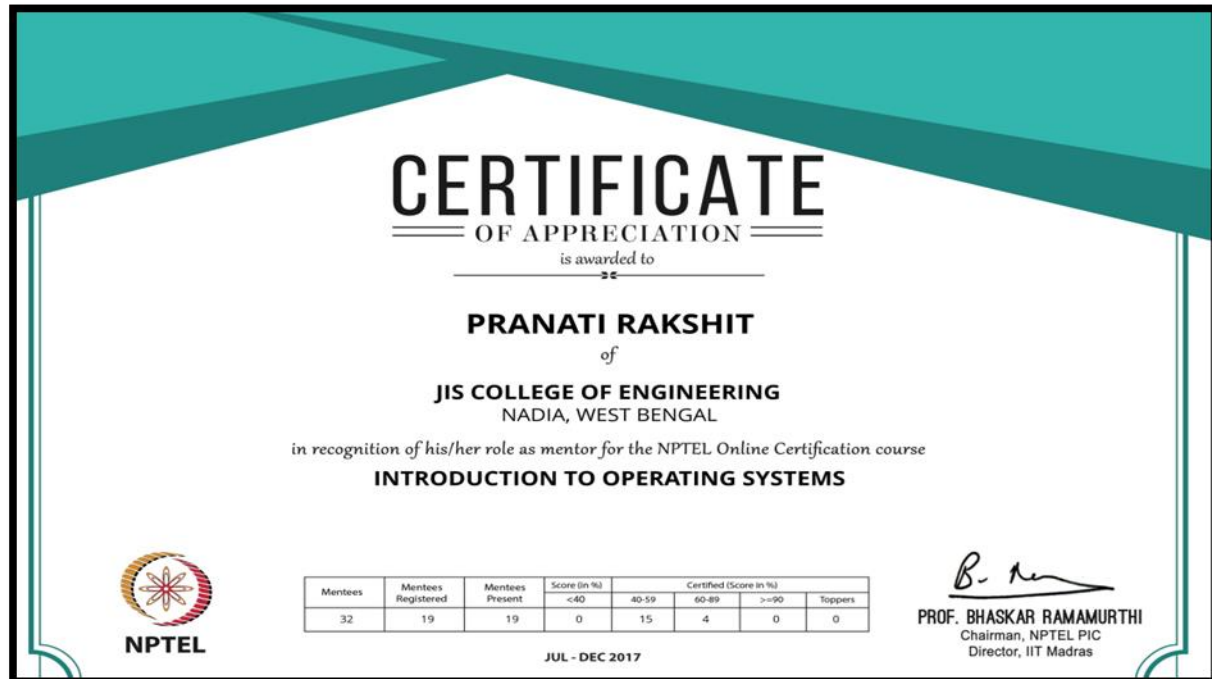 CERTIFICATE
OF APPRECIATION
is awarded to
PRANATI RAKSHIT
of
JIS COLLEGE OF ENGINEERING
NADIA, WEST BENGAL
in recognition of his/her role as mentor for the NPTEL Online Certification course
INTRODUCTION TO OPERATING SYSTEMS
NPTEL
Mentees Mentees Registered Mentees Present Score (in %) Certified (Score in %)
<40 40-59 60-89 >=90 Toppers
32 19 19 0 15 4 0 0
JUL - DEC 2017
PROF. BHASKAR RAMAMURTHI
Chairman, NPTEL PIC
Director, IIT Madras